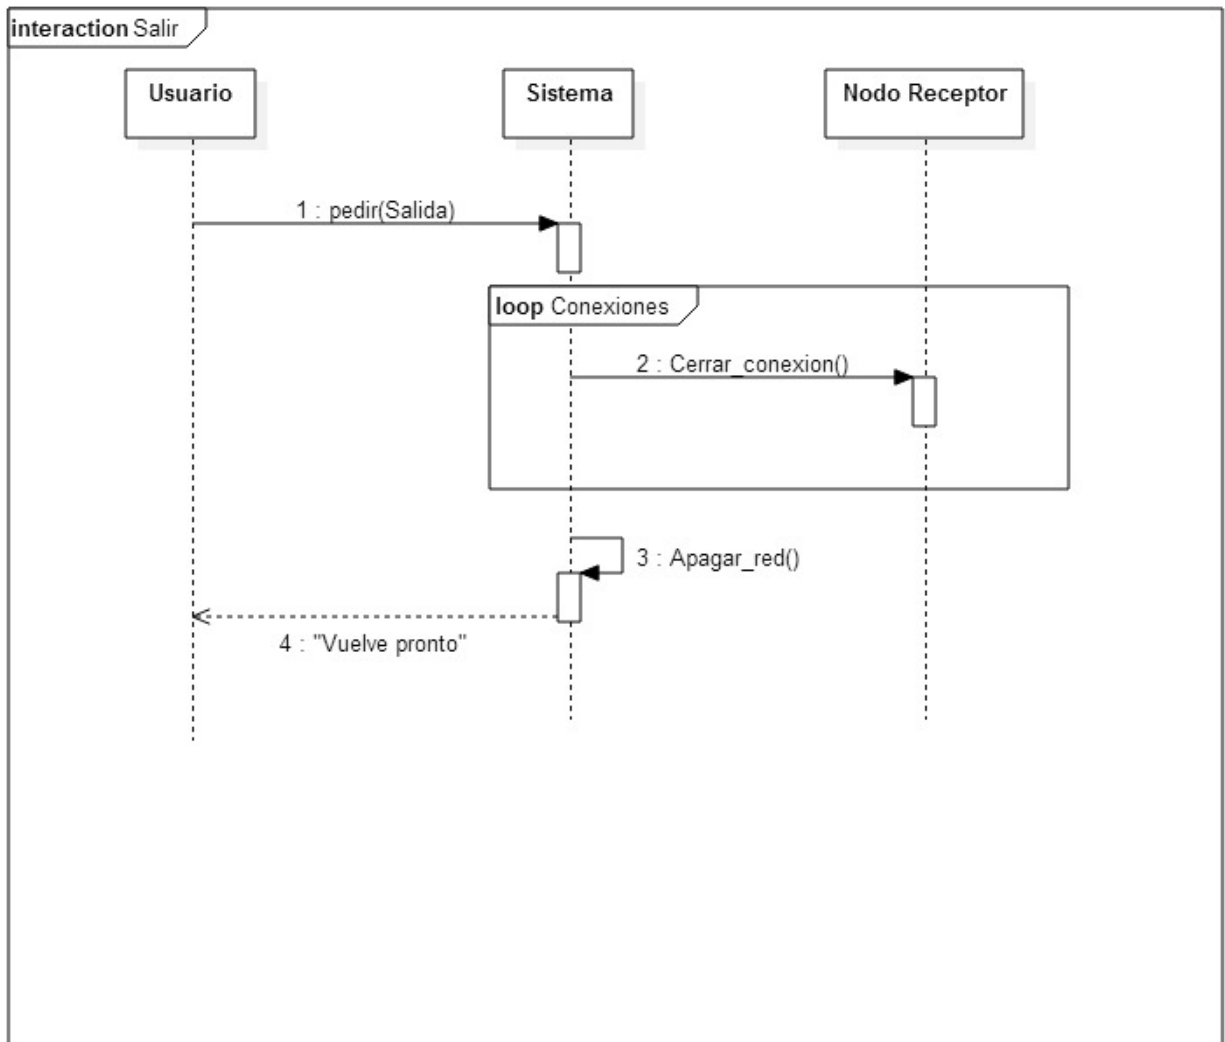 interaction Salir
Usuario
Sistema
Nodo Receptor
1 : pedir(Salida)
loop Conexiones
2 : Cerrar_conexion()
3 : Apagar_red()
4 : "Vuelve pronto"